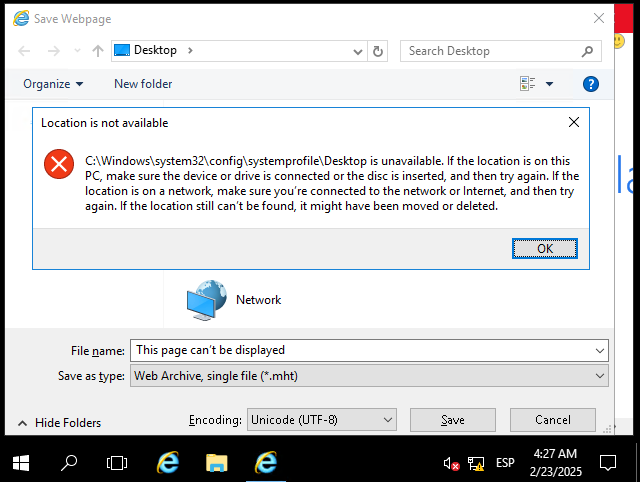 Save Webpage
Desktop
Search Desktop
Organize
New folder
Location is not available
C:\Windows\system32\config\systemprofile\Desktop is unavailable. If the location is on this
PC, make sure the device or drive is connected or the disc is inserted, and then try again. If the
location is on a network, make sure you're connected to the network or Internet, and then try
again. If the location still can't be found, it might have been moved or deleted.
OK
Network
File name: This page can't be displayed
Save as type: Web Archive, single file (*.mht)
Hide Folders
Encoding: Unicode (UTF-8)
Save
Cancel
ESP
4:27 AM
2/23/2025